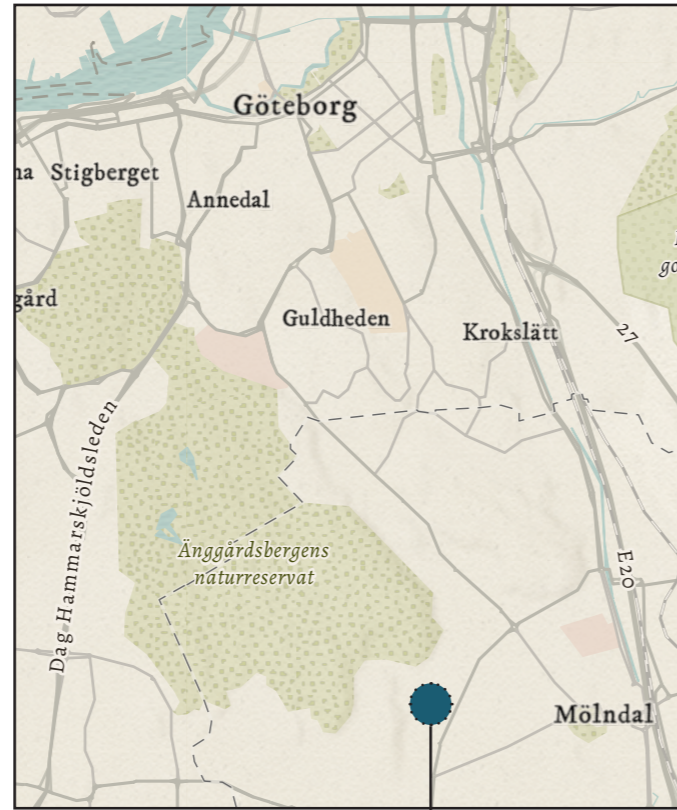 Göteborg
na Stigberget
Annedal
gård
Guldheden
Krokslätt
27
Dag Hammarskjöldsleden
Änggårdsbergens
naturreservat
E20
Mölndal